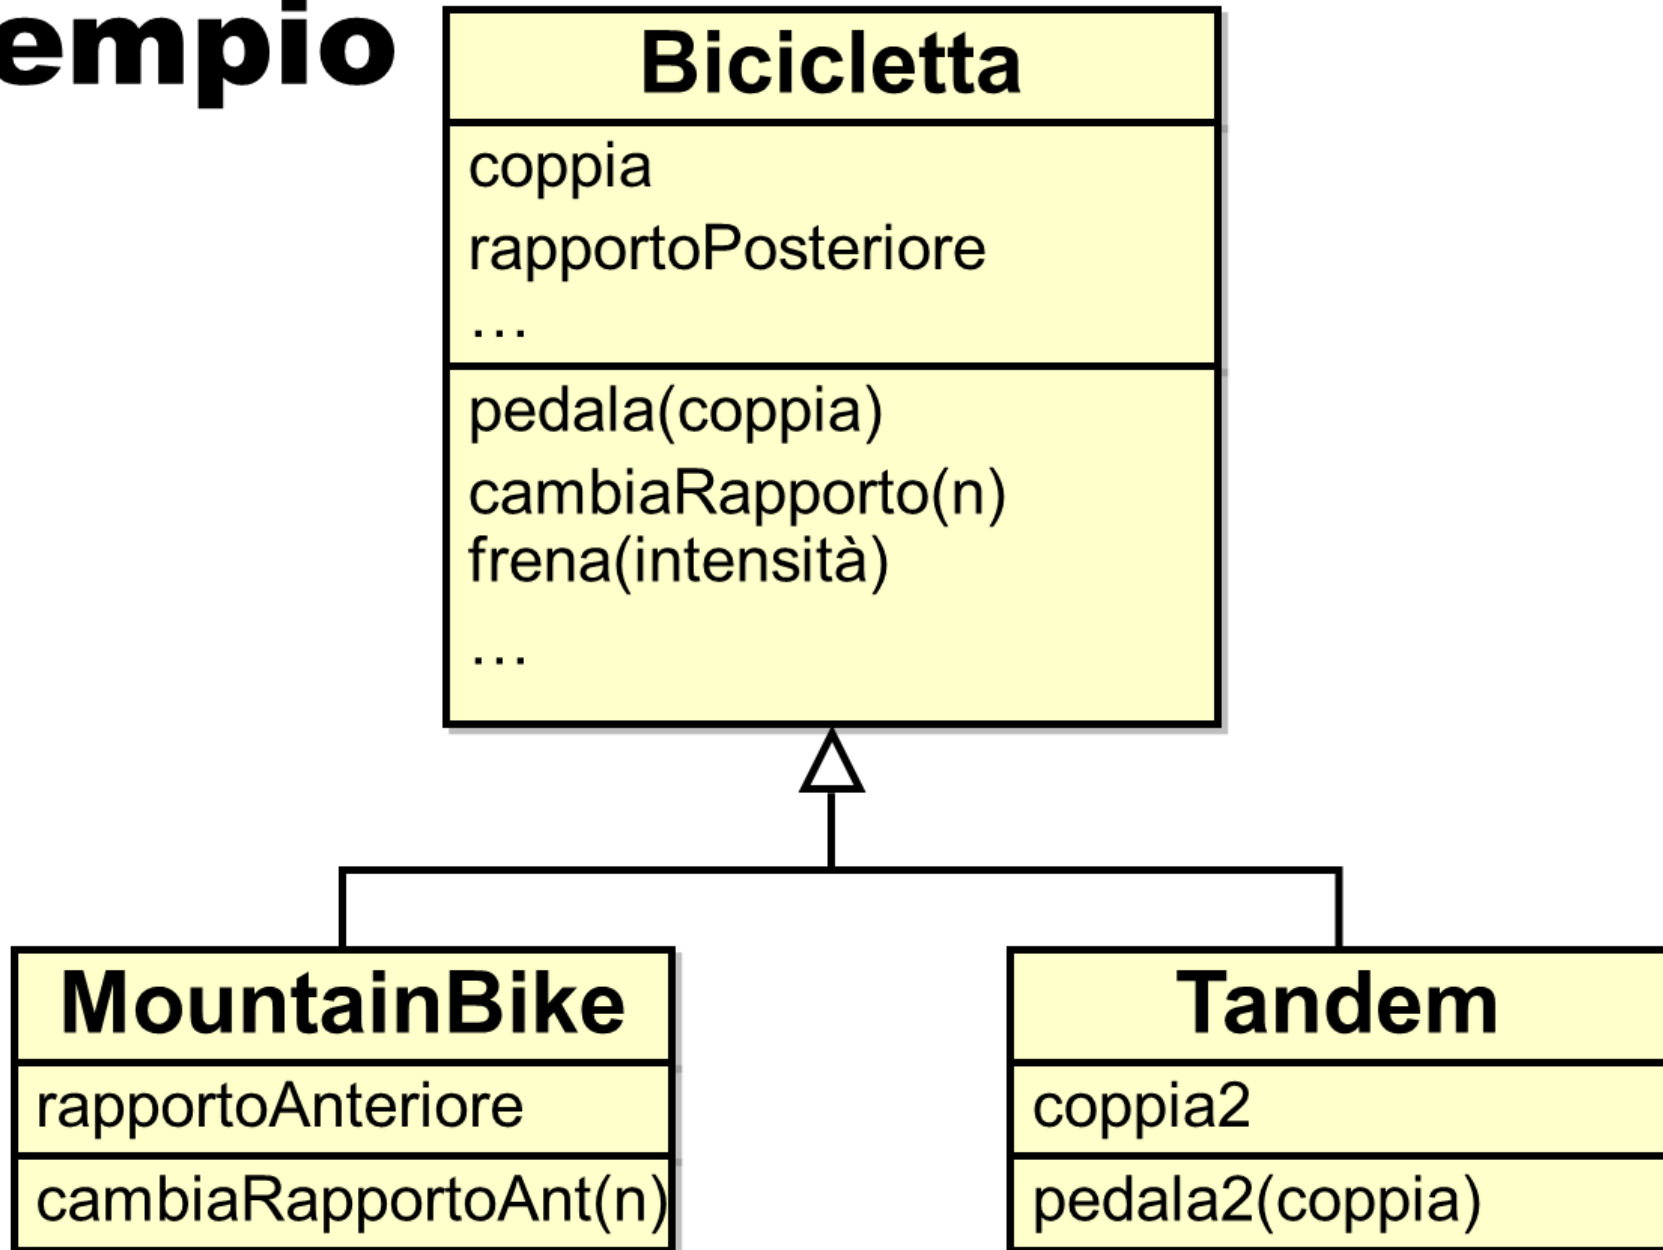 empio
Bicicletta
coppia
rapportoPosteriore
…
pedala(coppia)
cambiaRapporto(n)
frena(intensità)
…
MountainBike
rapportoAnteriore
cambiaRapportoAnt(n)
Tandem
coppia2
pedala2(coppia)